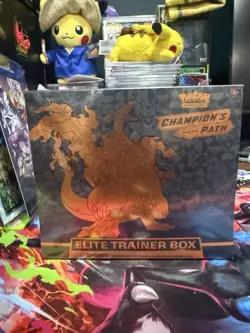 CHAMPION'S
PATH
ELITE TRAINER BOX